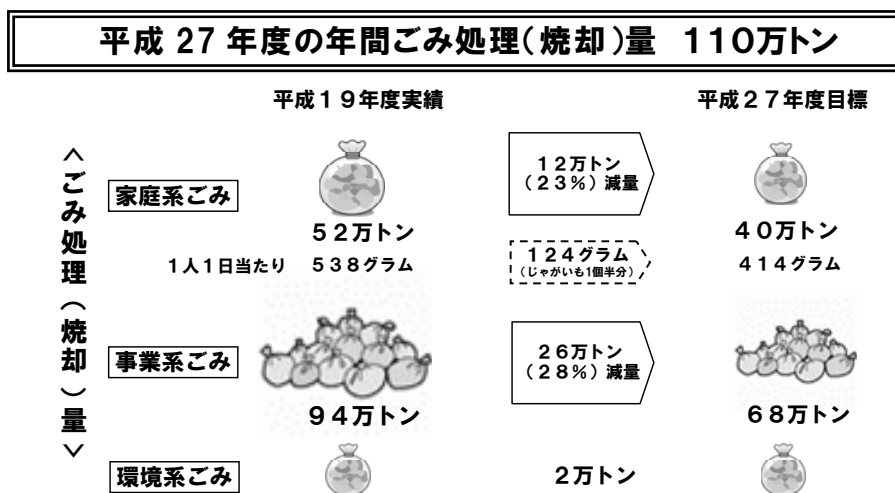 平成 27 年度の年間ごみ処理(焼却)量 110万トン
平成19年度実績
平成27年度目標
<ごみ処理(焼却)量>
家庭系ごみ
12万トン
(23%)減量
52万トン
40万トン
1人1日当たり 538グラム
124グラム
(じゃがいも1個半分)
414グラム
事業系ごみ
26万トン
(28%)減量
94万トン
68万トン
環境系ごみ
2万トン